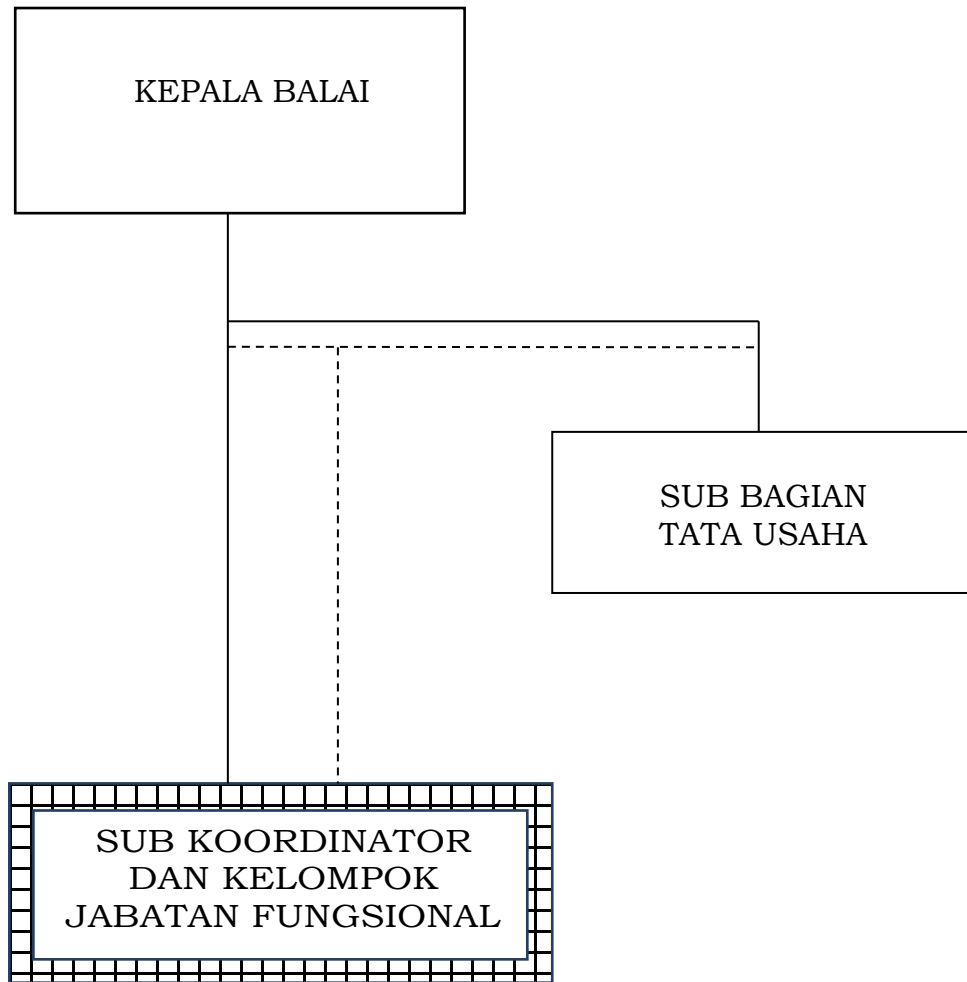 KEPALA BALAI
SUB BAGIAN
TATA USAHA
SUB KOORDINATOR
DAN KELOMPOK
JABATAN FUNGSIONAL